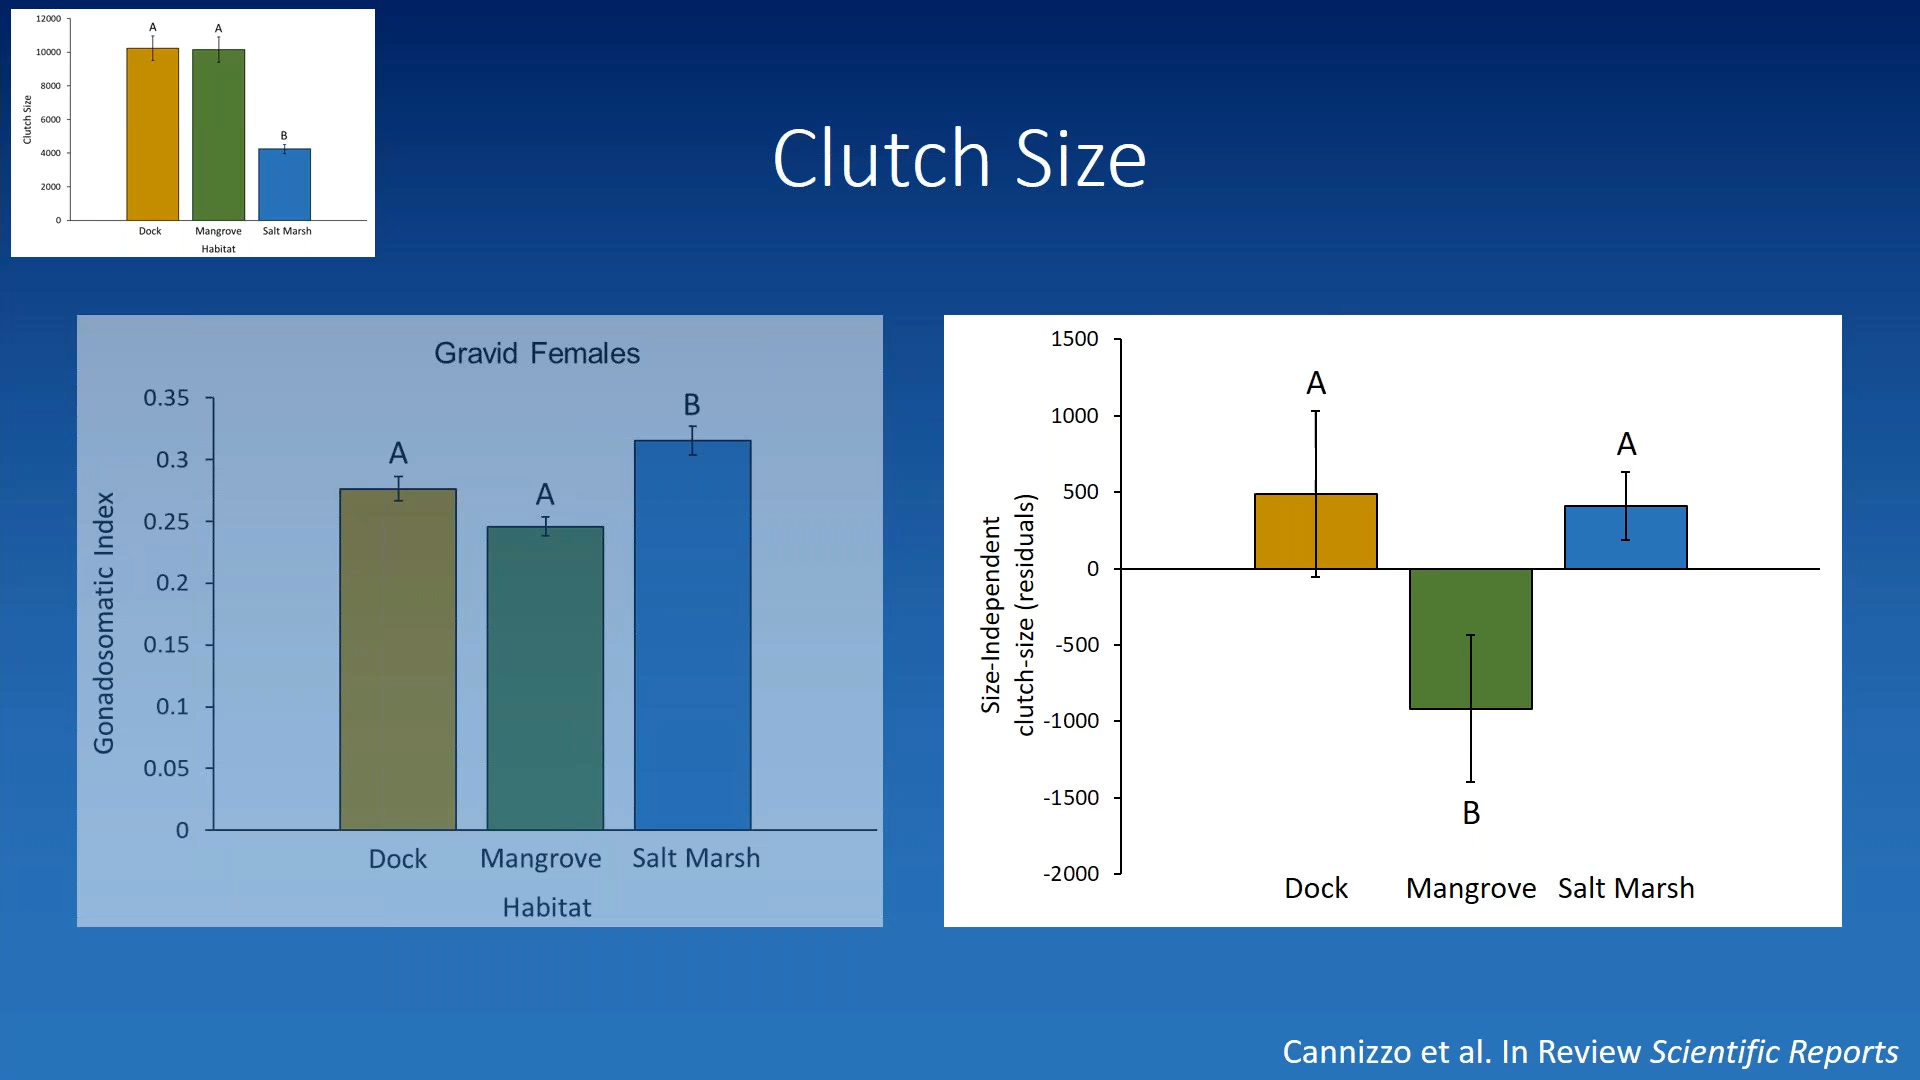 12000
10000
8000
6000
4000
2000
0
Clutch Size
A
A
B
Dock Mangrove Salt Marsh
Habitat
Clutch Size
Gravid Females
0.35
0.3
0.25
0.2
0.15
0.1
0.05
0
Gonadosomatic Index
A
A
B
Dock Mangrove Salt Marsh
Habitat
1500
1000
500
0
-500
-1000
-1500
-2000
Size-Independent
clutch-size (residuals)
A
A
B
Dock Mangrove Salt Marsh
Cannizzo et al. In Review Scientific Reports